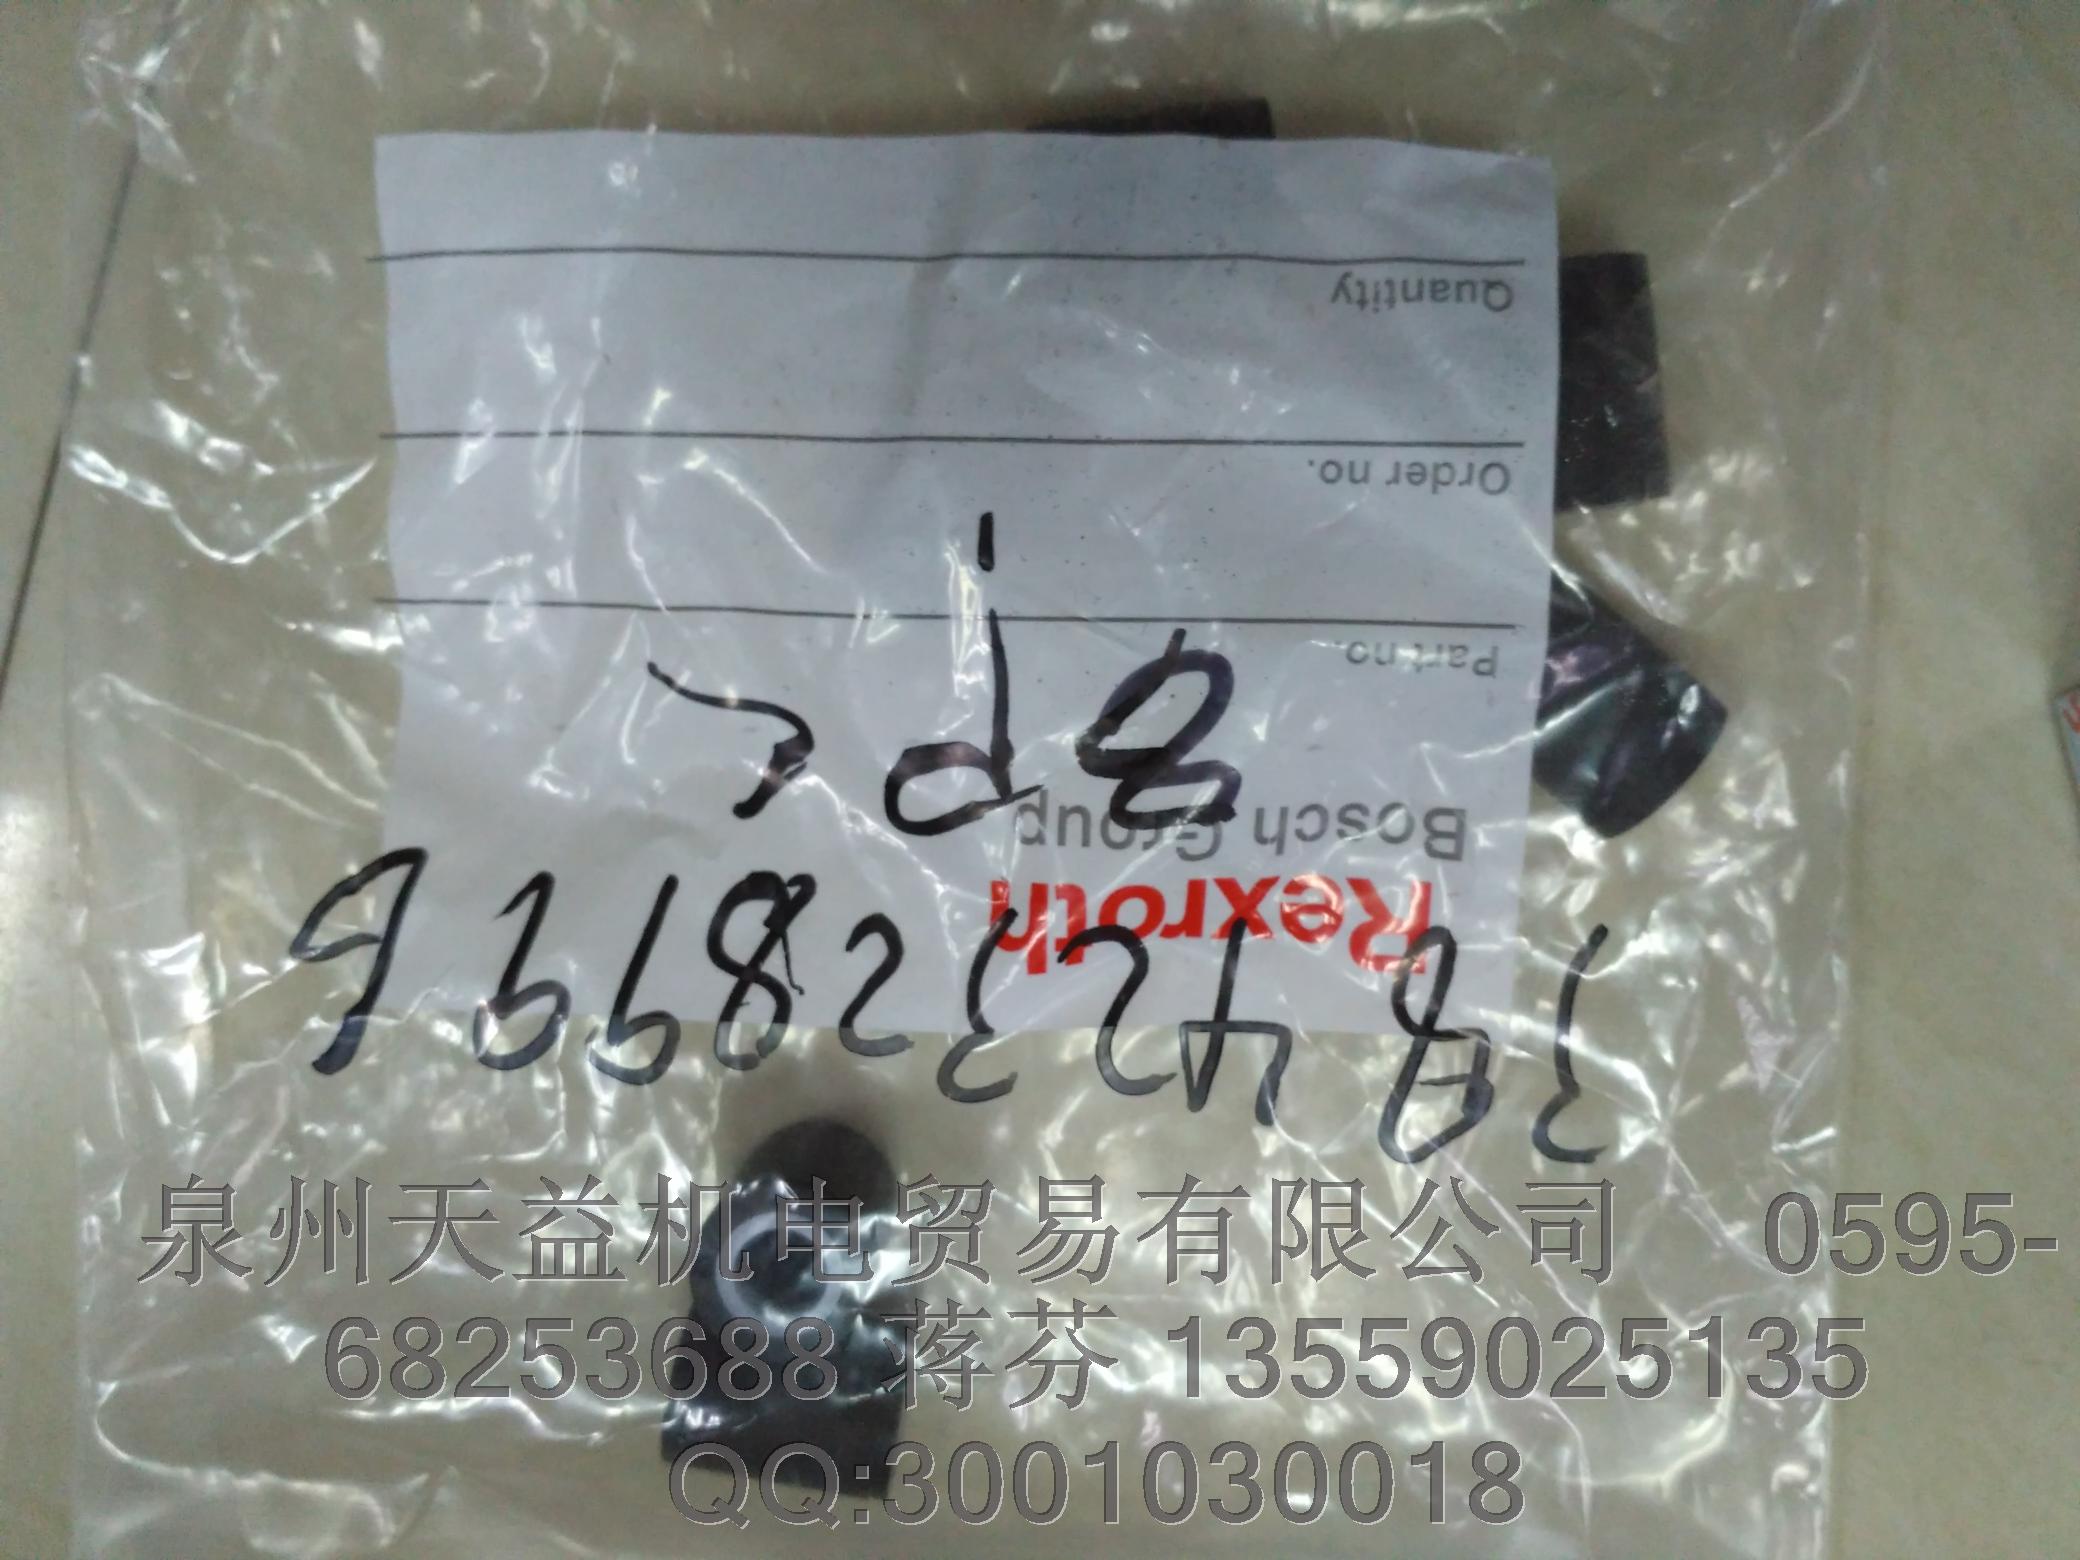 3842328996
Rexroth
Bosch Group
8PC
Part no.
Order no.
Quantity
泉州天益机电贸易有限公司 0595-
68253688 蒋芬 13559025135
QQ:3001030018